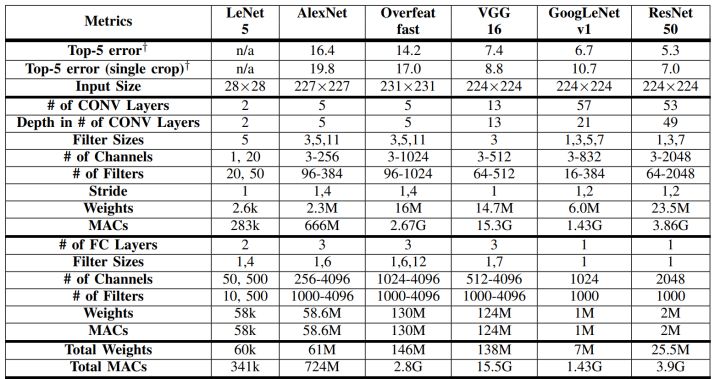 Metrics LeNet 5 AlexNet Overfeat fast VGG 16 GoogLeNet v1 ResNet 50
Top-5 error† n/a 16.4 14.2 7.4 6.7 5.3
Top-5 error (single crop)† n/a 19.8 17.0 8.8 10.7 7.0
Input Size 28×28 227×227 231×231 224×224 224×224 224×224
# of CONV Layers 2 5 5 13 57 53
Depth in # of CONV Layers 2 5 5 13 21 49
Filter Sizes 5 3,5,11 3,5,11 3 1,3,5,7 1,3,7
# of Channels 1, 20 3-256 3-1024 3-512 3-832 3-2048
# of Filters 20, 50 96-384 96-1024 64-512 16-384 64-2048
Stride 1 1,4 1,4 1 1,2 1,2
Weights 2.6k 2.3M 16M 14.7M 6.0M 23.5M
MACs 283k 666M 2.67G 15.3G 1.43G 3.86G
# of FC Layers 2 3 3 3 1 1
Filter Sizes 1,4 1,6 1,6,12 1,7 1 1
# of Channels 50, 500 256-4096 1024-4096 512-4096 1024 2048
# of Filters 10, 500 1000-4096 1000-4096 1000-4096 1000 1000
Weights 58k 58.6M 130M 124M 1M 2M
MACs 58k 58.6M 130M 124M 1M 2M
Total Weights 60k 61M 146M 138M 7M 25.5M
Total MACs 341k 724M 2.8G 15.5G 1.43G 3.9G